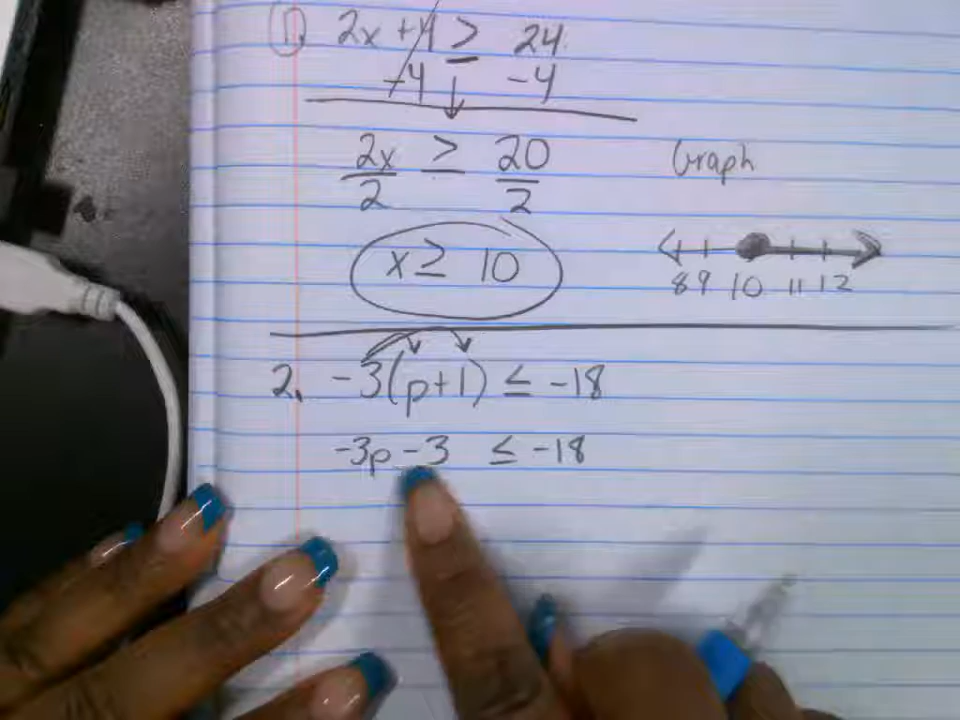 1. 2x + 4 ≥ 24
-4 -4
2x/2 ≥ 20/2
Graph
x ≥ 10
8 9 10 11 12
2. -3(p+1) ≤ -18
-3p - 3 ≤ -18